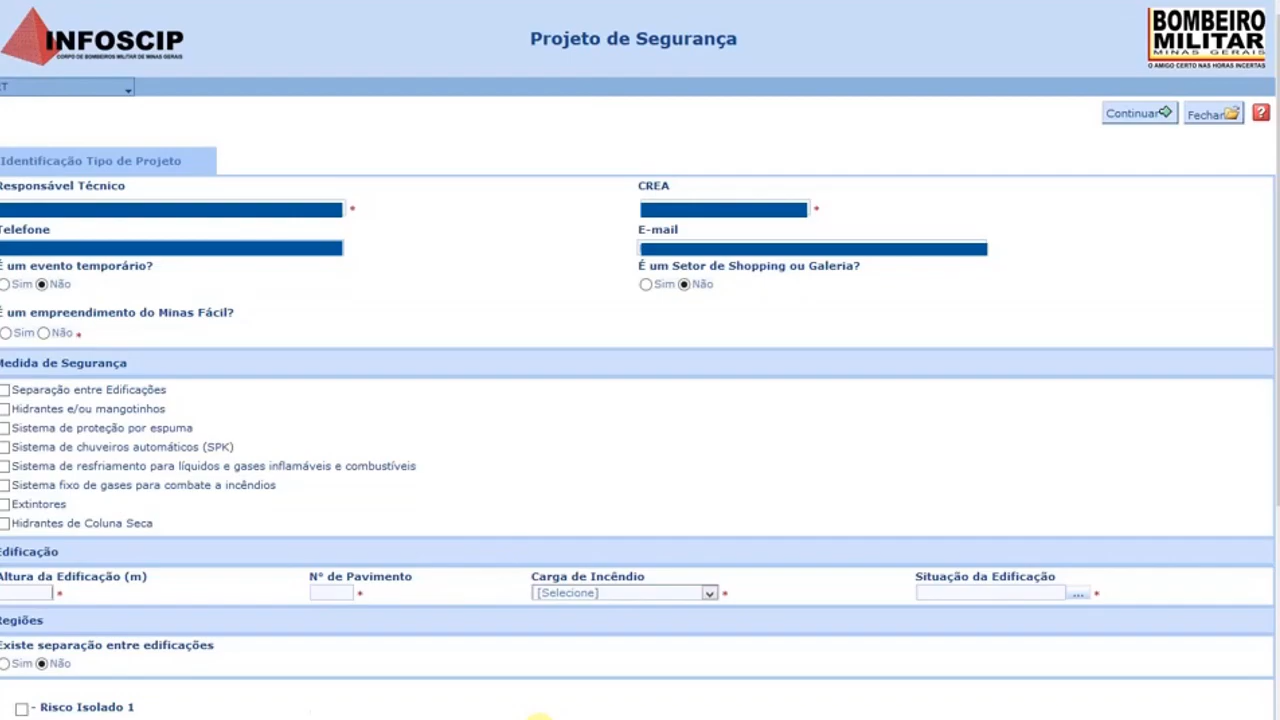 INFOSCIP
CORPO DE BOMBEIROS MILITAR DE MINAS GERAIS
Projeto de Segurança
BOMBEIRO
MILITAR
MINAS GERAIS
O AMIGO CERTO NAS HORAS INCERTAS
ET
Continuar Fechar ?
Identificação Tipo de Projeto
Responsável Técnico CREA
* *
Telefone E-mail
É um evento temporário? É um Setor de Shopping ou Galeria?
Sim Não Sim Não
É um empreendimento do Minas Fácil?
Sim Não *
Medida de Segurança
Separação entre Edificações
Hidrantes e/ou mangotinhos
Sistema de proteção por espuma
Sistema de chuveiros automáticos (SPK)
Sistema de resfriamento para líquidos e gases inflamáveis e combustíveis
Sistema fixo de gases para combate a incêndios
Extintores
Hidrantes de Coluna Seca
Edificação
Altura da Edificação (m) N° de Pavimento Carga de Incêndio Situação da Edificação
* * [Selecione] * ... *
Regiões
Existe separação entre edificações
Sim Não
- Risco Isolado 1